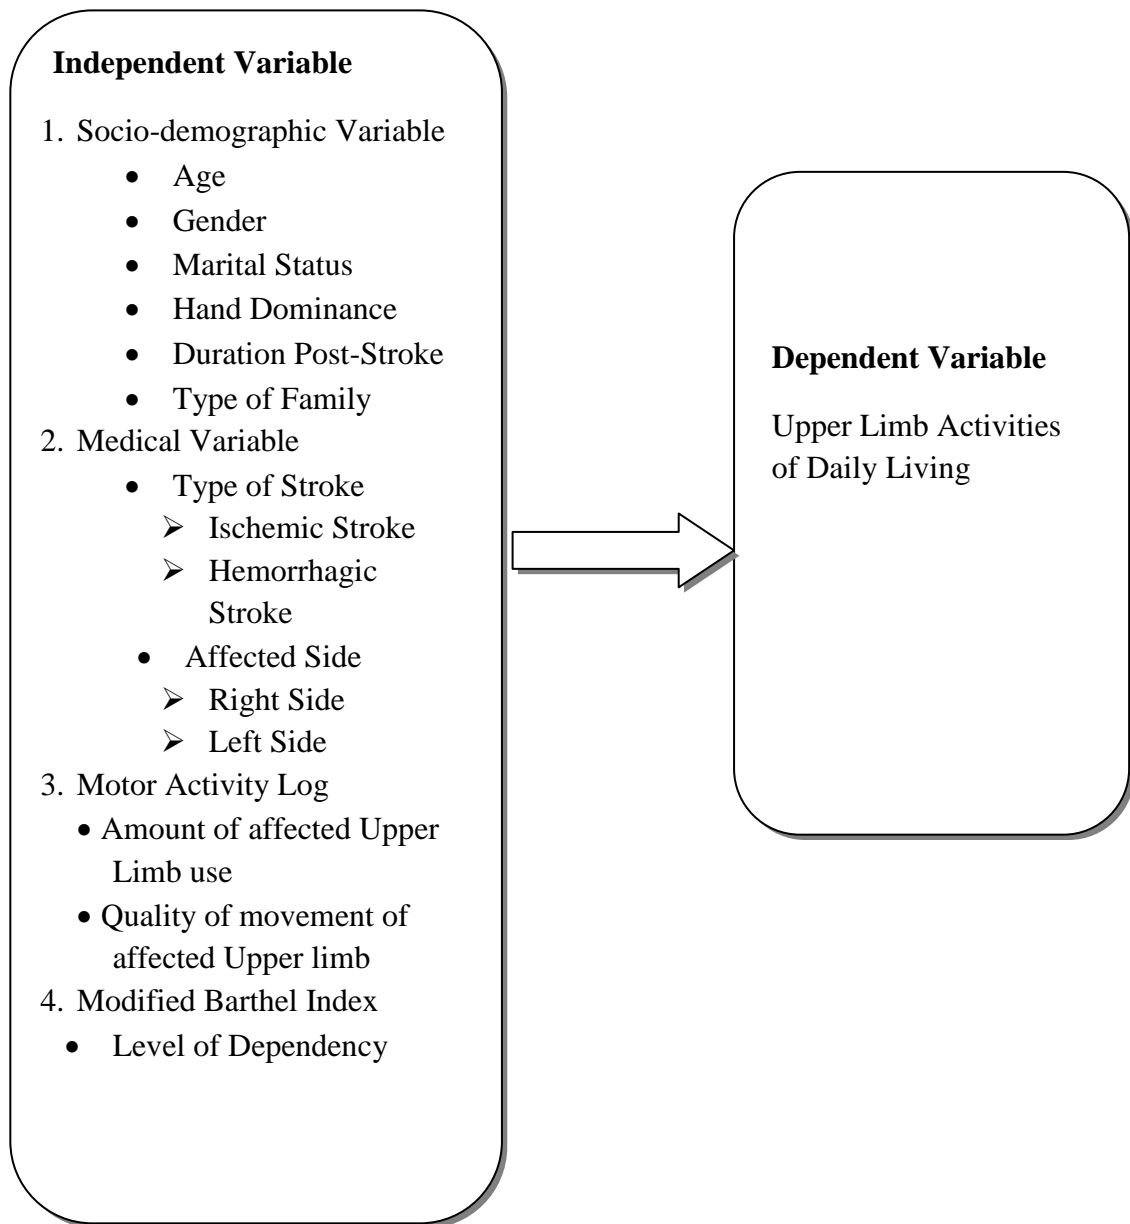 Independent Variable
1. Socio-demographic Variable
• Age
• Gender
• Marital Status
• Hand Dominance
• Duration Post-Stroke
• Type of Family
2. Medical Variable
• Type of Stroke
➢ Ischemic Stroke
➢ Hemorrhagic
Stroke
• Affected Side
➢ Right Side
➢ Left Side
3. Motor Activity Log
• Amount of affected Upper
Limb use
• Quality of movement of
affected Upper limb
4. Modified Barthel Index
• Level of Dependency
Dependent Variable
Upper Limb Activities
of Daily Living